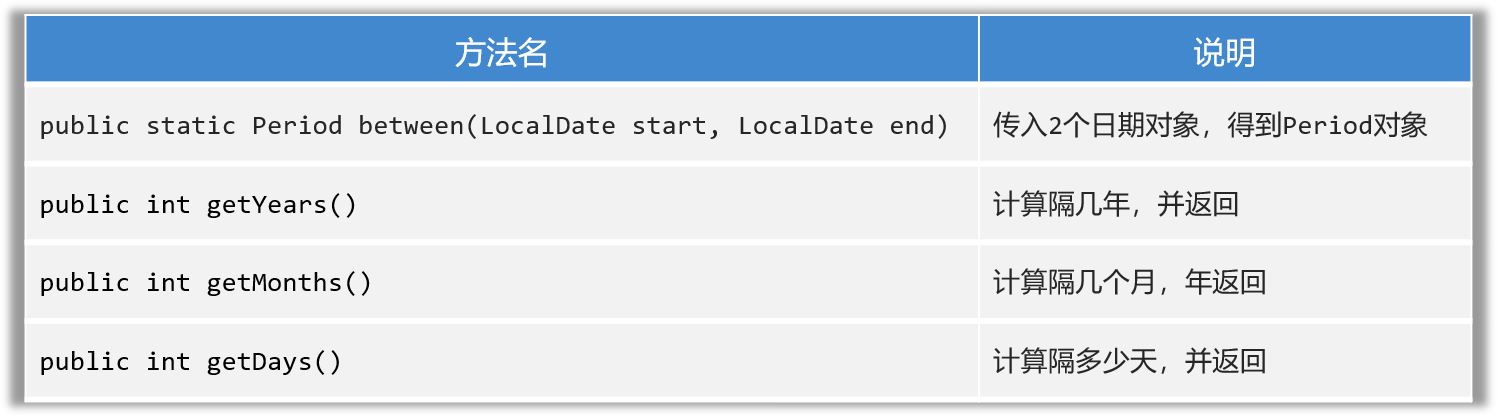 方法名 说明
public static Period between(LocalDate start, LocalDate end) 传入2个日期对象，得到Period对象
public int getYears() 计算隔几年，并返回
public int getMonths() 计算隔几个月，年返回
public int getDays() 计算隔多少天，并返回